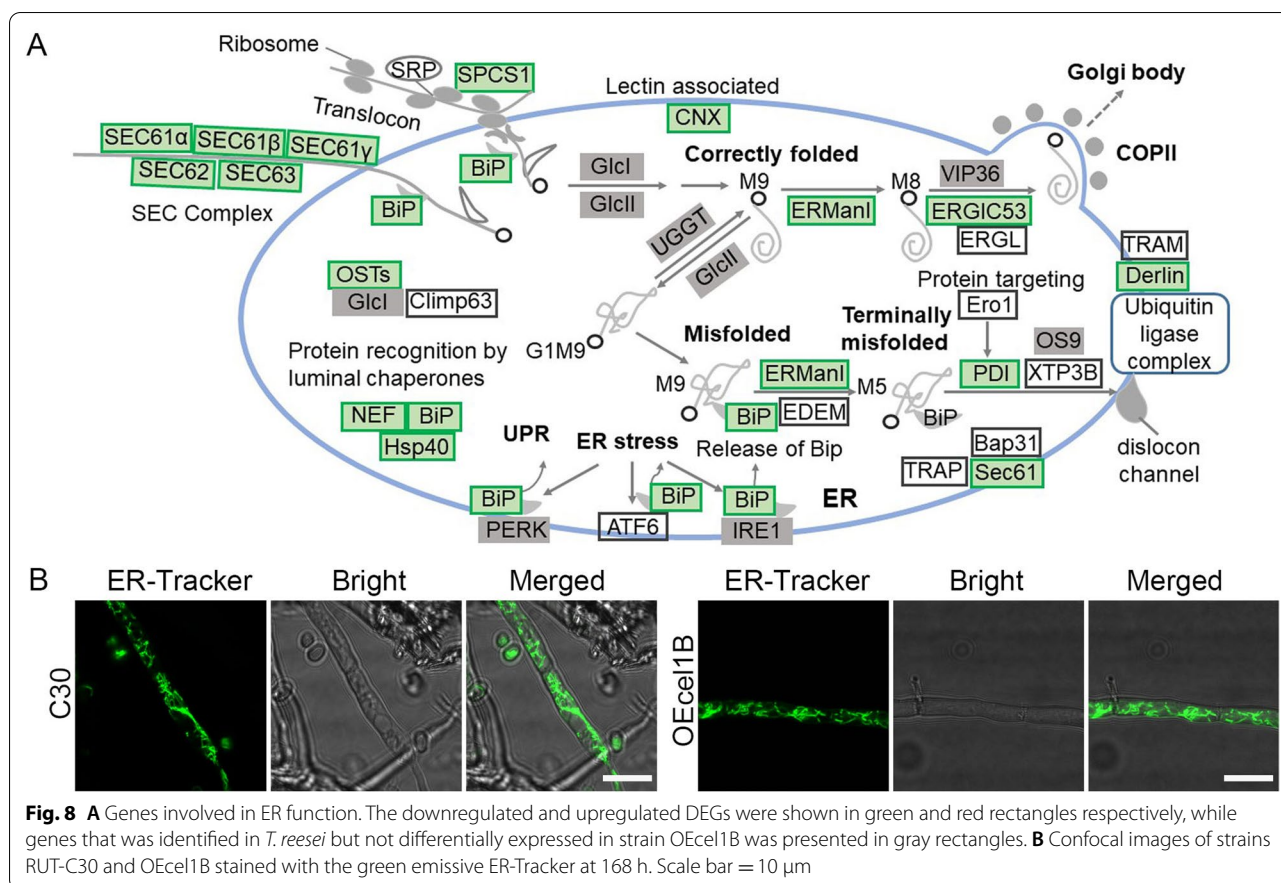 A
Ribosome
SRP
SPCS1
Translocon
Lectin associated
CNX
Golgi body
COPII
SEC61α SEC61β SEC61γ
SEC62 SEC63
SEC Complex
BiP
BiP
GlcI
GlcII
Correctly folded
M9
ERManI
M8
VIP36
ERGIC53
ERGL
UGGT
GlcII
TRAM
Derlin
Ubiquitin
ligase
complex
OSTs
GlcI Climp63
Protein targeting
Ero1
G1M9
Misfolded
Terminally
misfolded
OS9
PDI XTP3B
Protein recognition by
luminal chaperones
M9
ERManI
M5
BiP EDEM
BiP
NEF BiP
Hsp40
UPR
ER stress
Release of Bip
Bap31
TRAP Sec61
dislocon
channel
BiP
PERK
BiP
ATF6
BiP
IRE1
ER
B
ER-Tracker Bright Merged
ER-Tracker Bright Merged
C30
OEcel1B
Fig. 8 A Genes involved in ER function. The downregulated and upregulated DEGs were shown in green and red rectangles respectively, while
genes that was identified in T. reesei but not differentially expressed in strain OEcel1B was presented in gray rectangles. B Confocal images of strains
RUT-C30 and OEcel1B stained with the green emissive ER-Tracker at 168 h. Scale bar = 10 µm